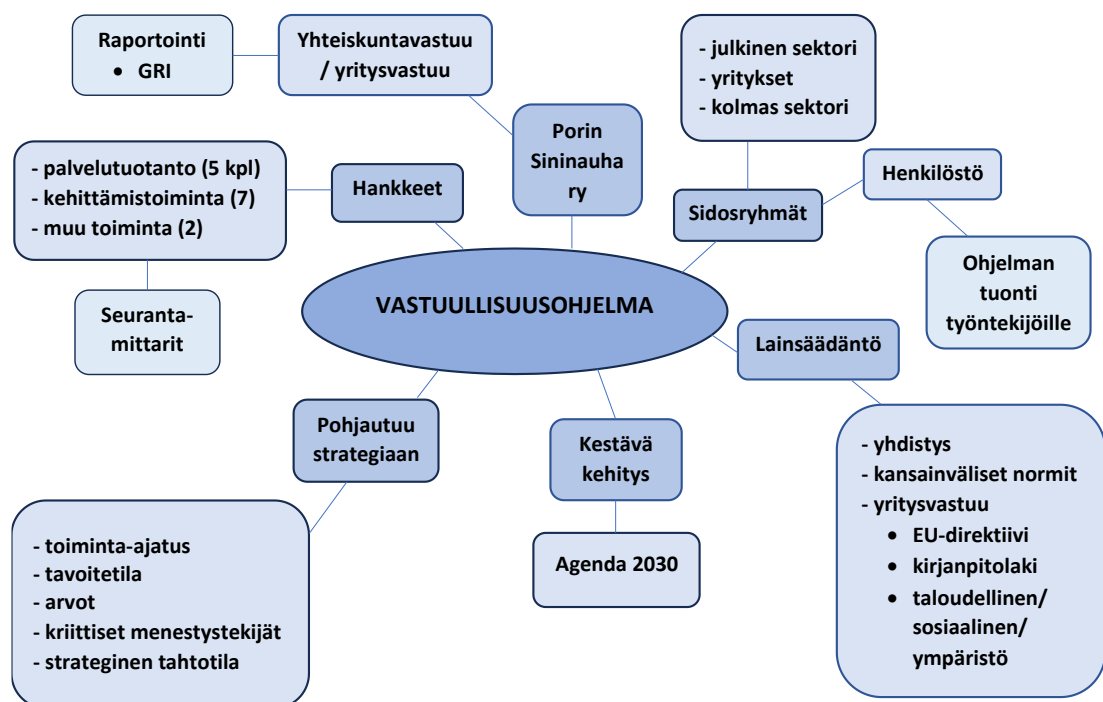 Raportointi
• GRI
Yhteiskuntavastuu
/ yritysvastuu
- julkinen sektori
- yritykset
- kolmas sektori
Porin
Sininauha
ry
- palvelutuotanto (5 kpl)
- kehittämistoiminta (7)
- muu toiminta (2)
Hankkeet
Sidosryhmät
Henkilöstö
Ohjelman
tuonti
työntekijöille
Seuranta-
mittarit
VASTUULLISUUSOHJELMA
Lainsäädäntö
Pohjautuu
strategiaan
Kestävä
kehitys
- yhdistys
- kansainväliset normit
- yritysvastuu
• EU-direktiivi
• kirjanpitolaki
• taloudellinen/
sosiaalinen/
ympäristö
Agenda 2030
- toiminta-ajatus
- tavoitetila
- arvot
- kriittiset menestystekijät
- strateginen tahtotila